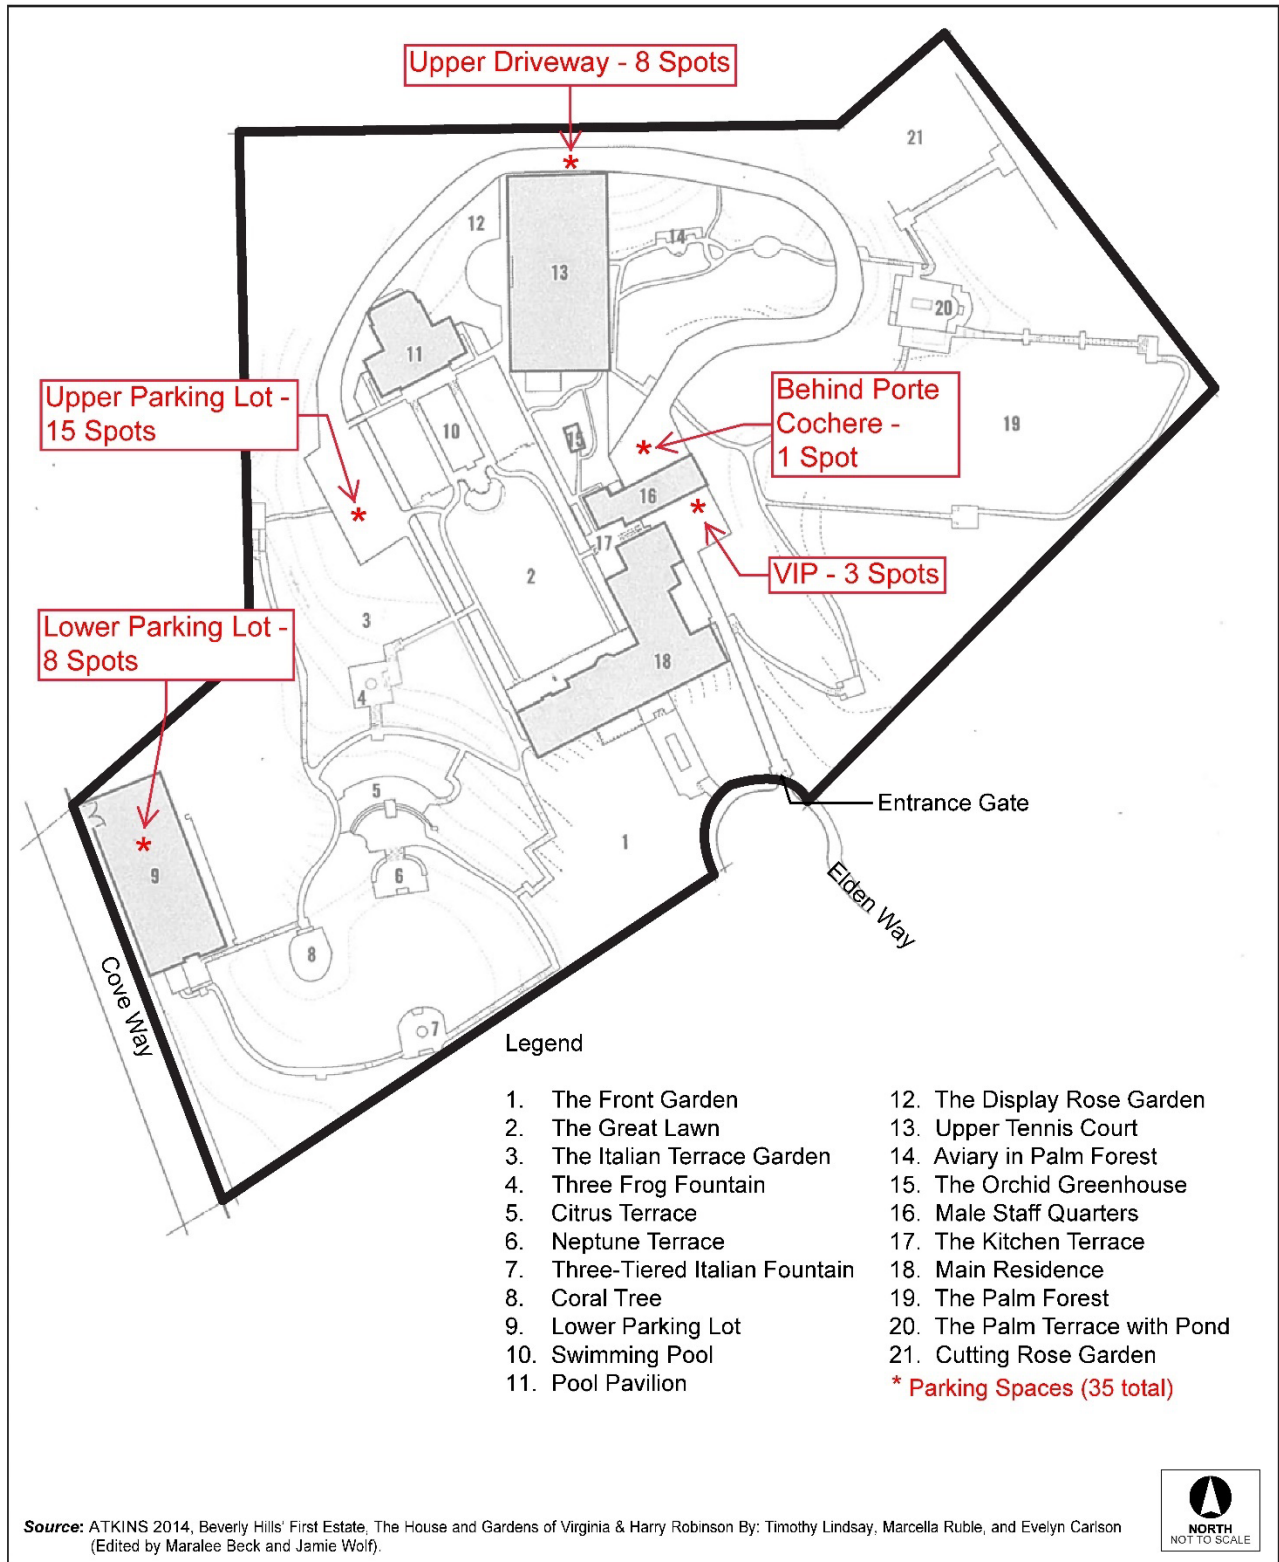 Upper Driveway - 8 Spots
21
12
14
13
20
11
Upper Parking Lot -
15 Spots
Behind Porte
Cochere -
1 Spot
10
15
19
16
17
VIP - 3 Spots
2
3
Lower Parking Lot -
8 Spots
18
4
5
Entrance Gate
1
9
6
Elden Way
8
Cove Way
7
Legend
1. The Front Garden
2. The Great Lawn
3. The Italian Terrace Garden
4. Three Frog Fountain
5. Citrus Terrace
6. Neptune Terrace
7. Three-Tiered Italian Fountain
8. Coral Tree
9. Lower Parking Lot
10. Swimming Pool
11. Pool Pavilion
12. The Display Rose Garden
13. Upper Tennis Court
14. Aviary in Palm Forest
15. The Orchid Greenhouse
16. Male Staff Quarters
17. The Kitchen Terrace
18. Main Residence
19. The Palm Forest
20. The Palm Terrace with Pond
21. Cutting Rose Garden
* Parking Spaces (35 total)
NORTH
NOT TO SCALE
Source: ATKINS 2014, Beverly Hills' First Estate, The House and Gardens of Virginia & Harry Robinson By: Timothy Lindsay, Marcella Ruble, and Evelyn Carlson
(Edited by Maralee Beck and Jamie Wolf).